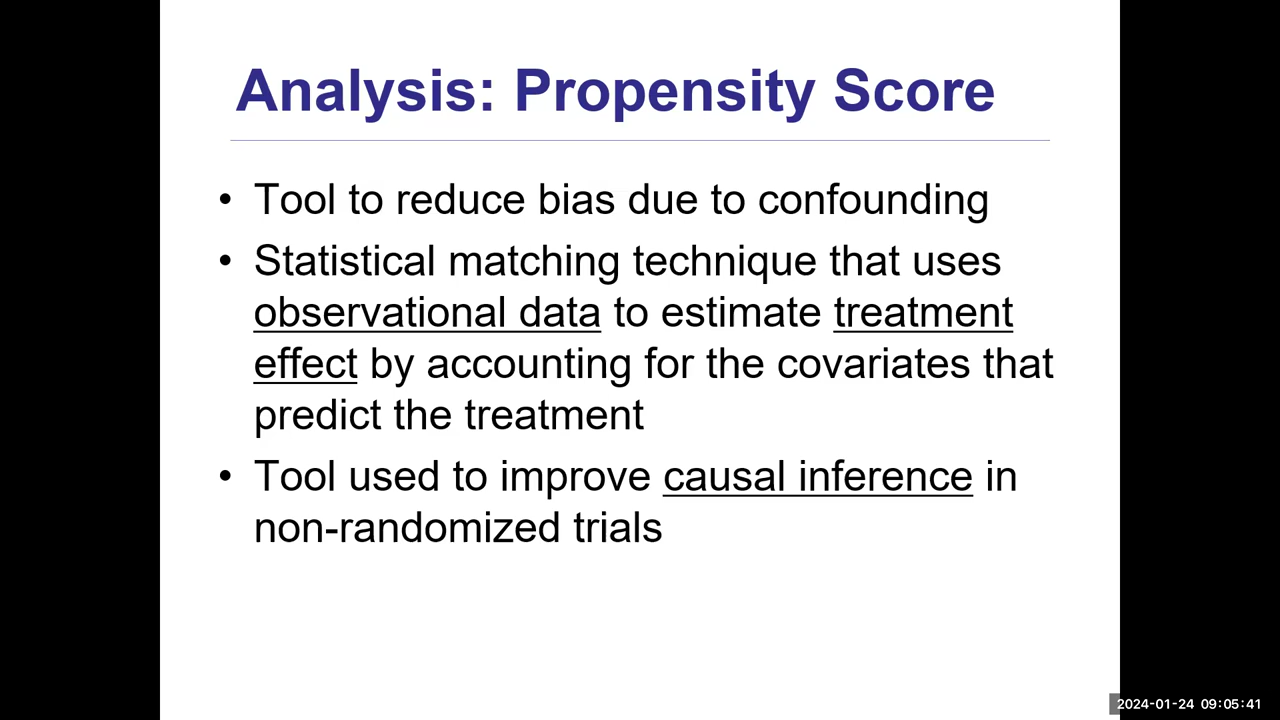 Analysis: Propensity Score
• Tool to reduce bias due to confounding
• Statistical matching technique that uses
observational data to estimate treatment
effect by accounting for the covariates that
predict the treatment
• Tool used to improve causal inference in
non-randomized trials
2024-01-24 09:05:41